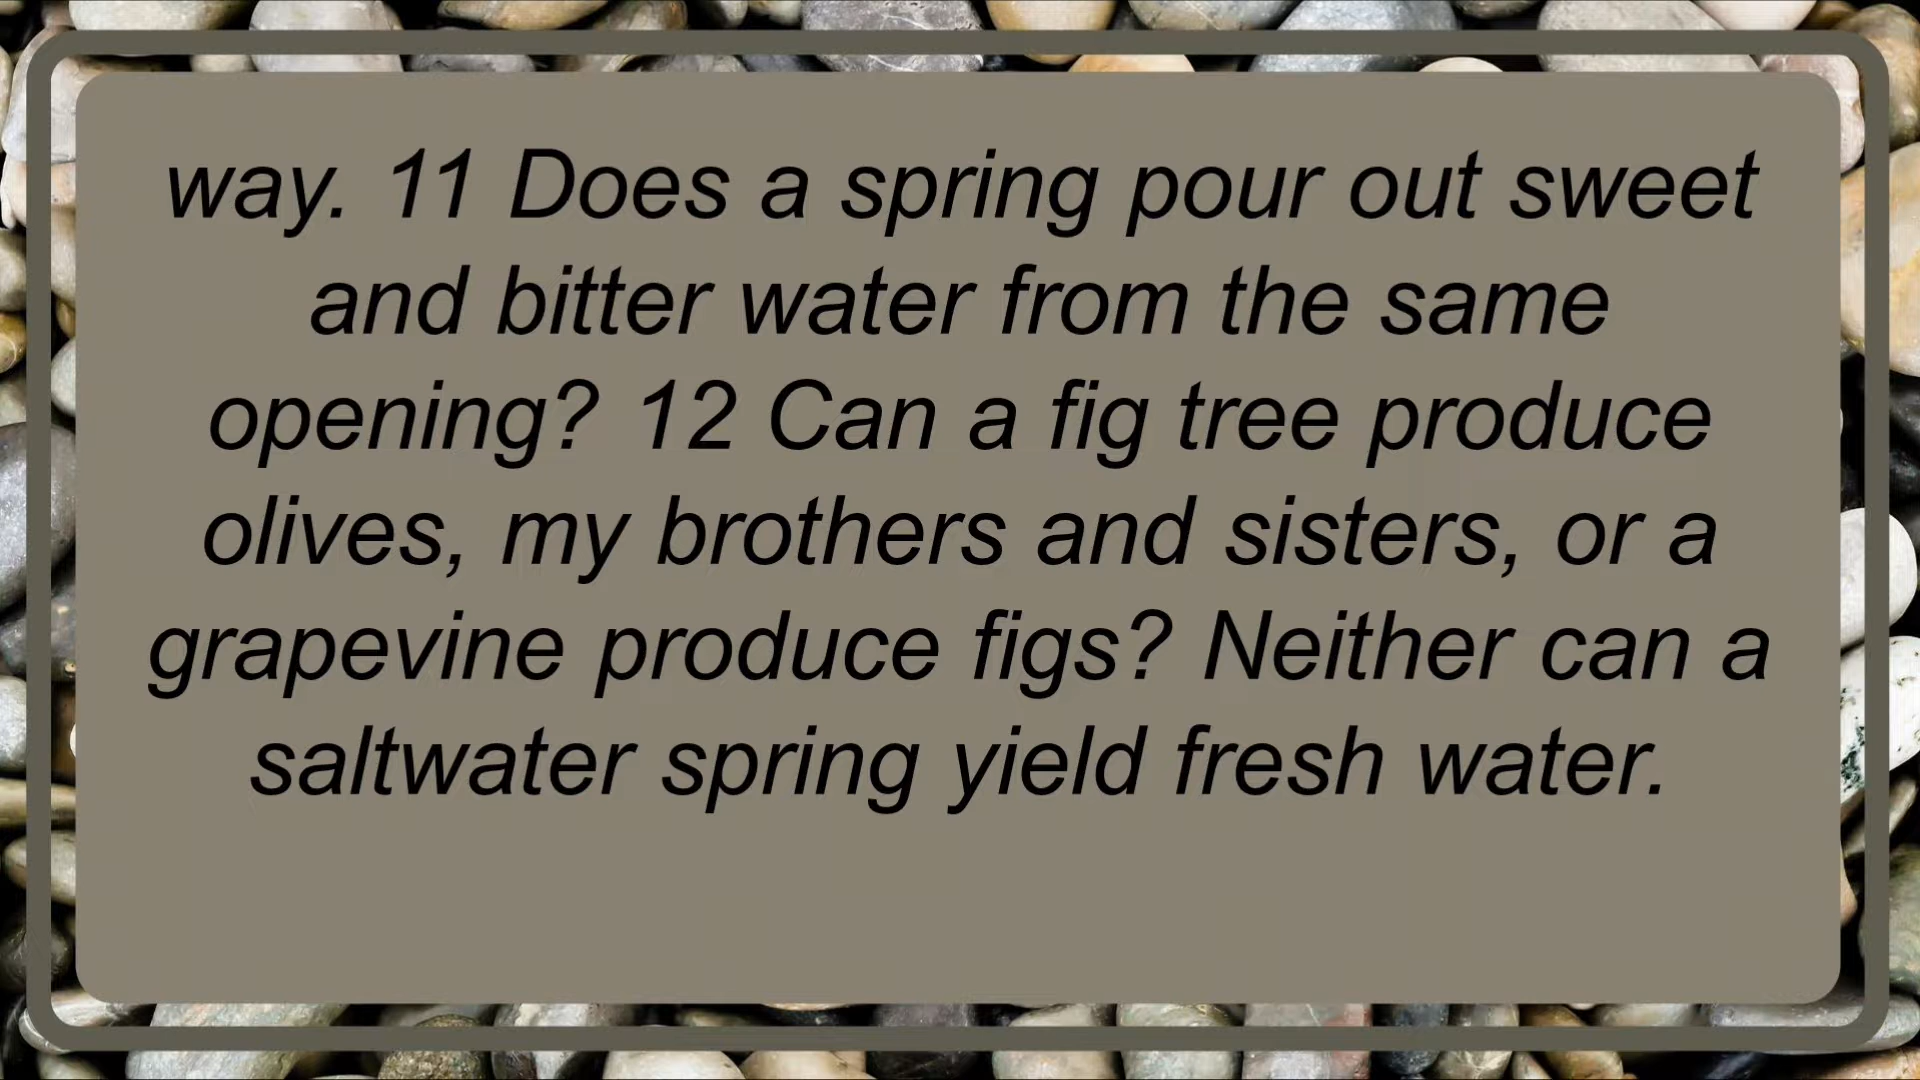 way. 11 Does a spring pour out sweet
and bitter water from the same
opening? 12 Can a fig tree produce
olives, my brothers and sisters, or a
grapevine produce figs? Neither can a
saltwater spring yield fresh water.